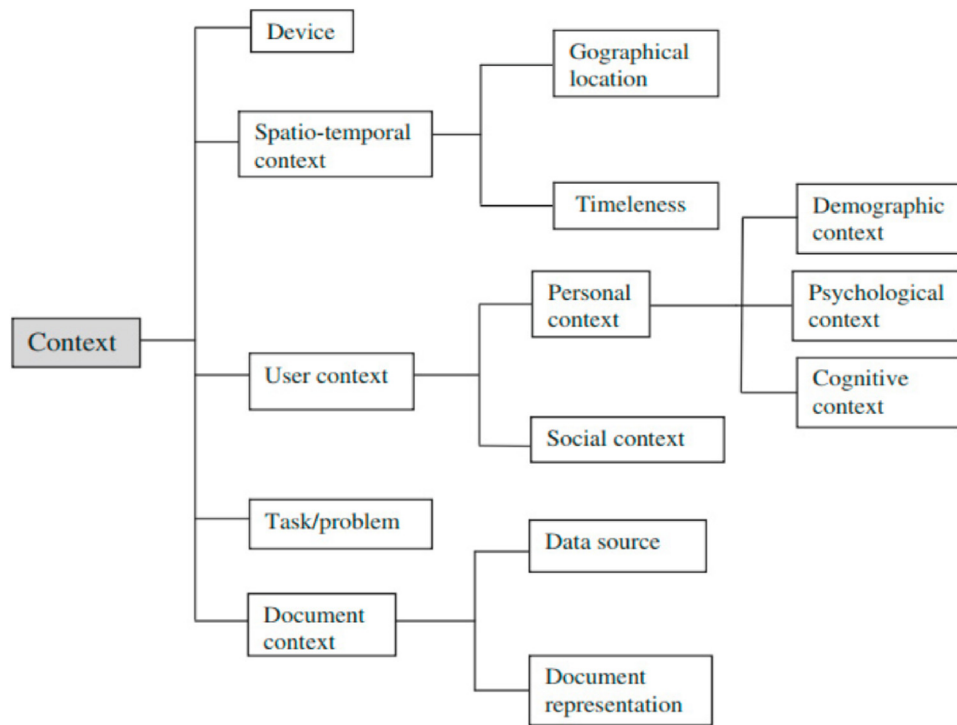 Device
Gographical
location
Spatio-temporal
context
Timeleness
Demographic
context
Personal
context
Psychological
context
Context
User context
Cognitive
context
Social context
Task/problem
Data source
Document
context
Document
representation